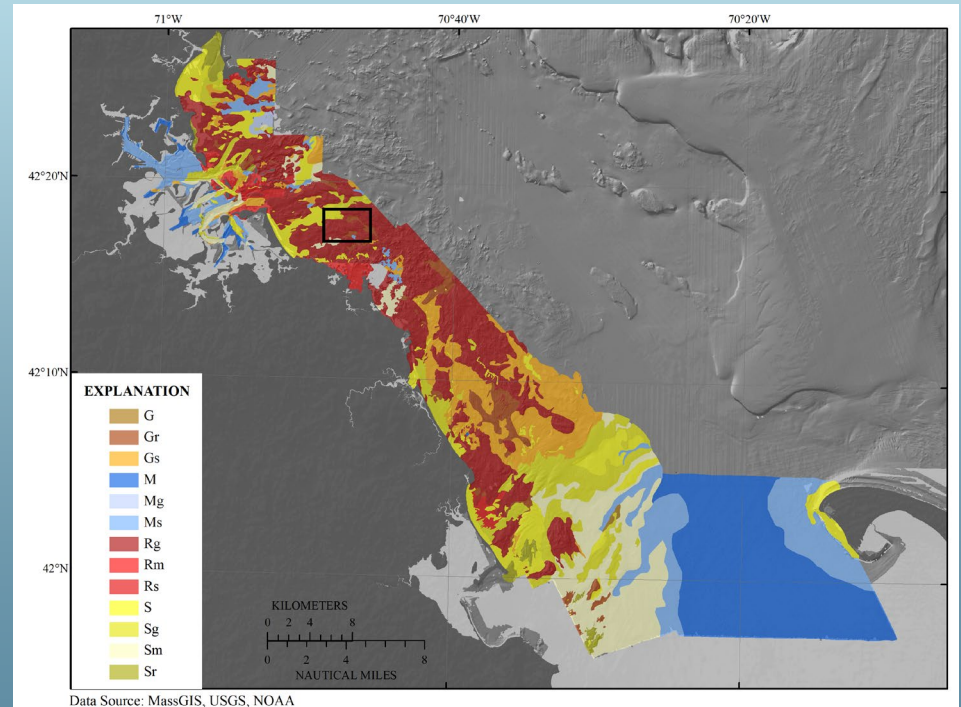 71°W
70°40'W
70°20'W
42°20'N
42°10'N
42°N
EXPLANATION
G
Gr
Gs
M
Mg
Ms
Rg
Rm
Rs
S
Sg
Sm
Sr
KILOMETERS
0 2 4 8
0 2 4 8
NAUTICAL MILES
Data Source: MassGIS, USGS, NOAA